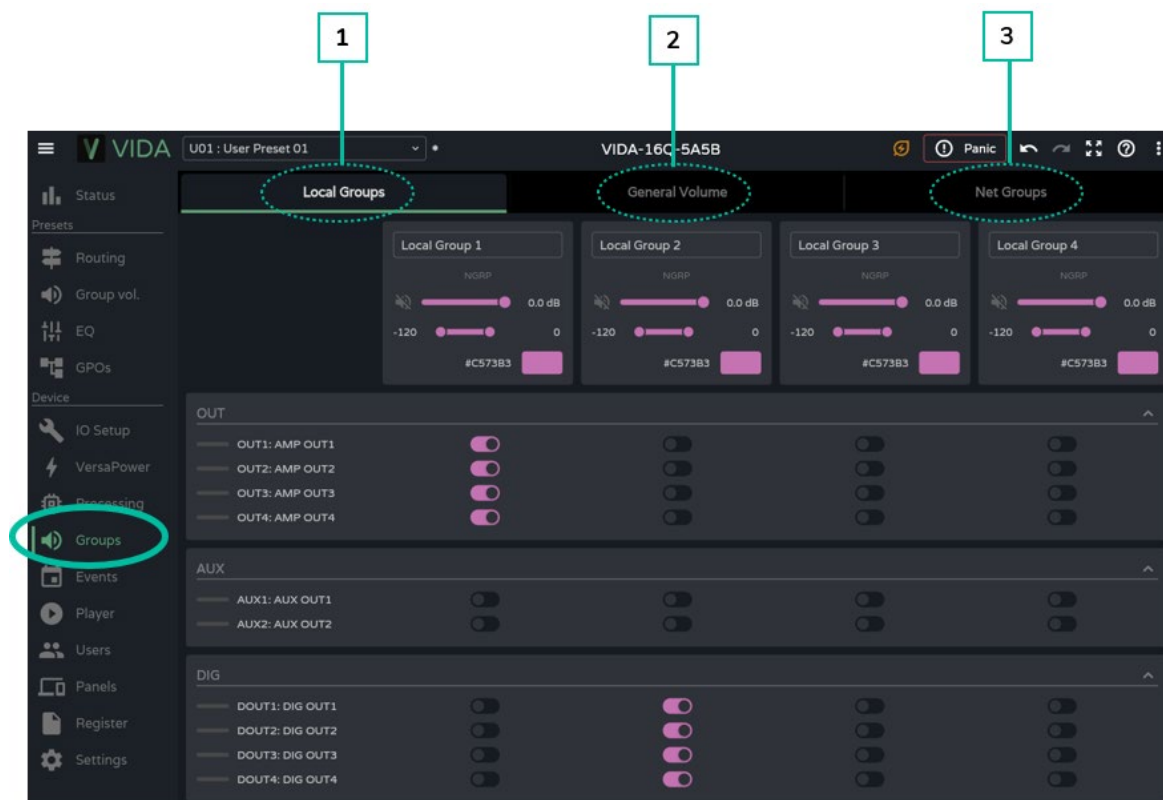 1
2
3
VIDA
U01 : User Preset 01
VIDA-16Q-5A5B
Panic
Status
Local Groups
General Volume
Net Groups
Presets
Routing
Group vol.
EQ
GPOs
Device
IO Setup
VersaPower
Processing
Groups
Events
Player
Users
Panels
Register
Settings
Local Group 1
NGRP
0.0 dB
-120
0
#C573B3
Local Group 2
NGRP
0.0 dB
-120
0
#C573B3
Local Group 3
NGRP
0.0 dB
-120
0
#C573B3
Local Group 4
NGRP
0.0 dB
-120
0
#C573B3
OUT
OUT1: AMP OUT1
OUT2: AMP OUT2
OUT3: AMP OUT3
OUT4: AMP OUT4
AUX
AUX1: AUX OUT1
AUX2: AUX OUT2
DIG
DOUT1: DIG OUT1
DOUT2: DIG OUT2
DOUT3: DIG OUT3
DOUT4: DIG OUT4